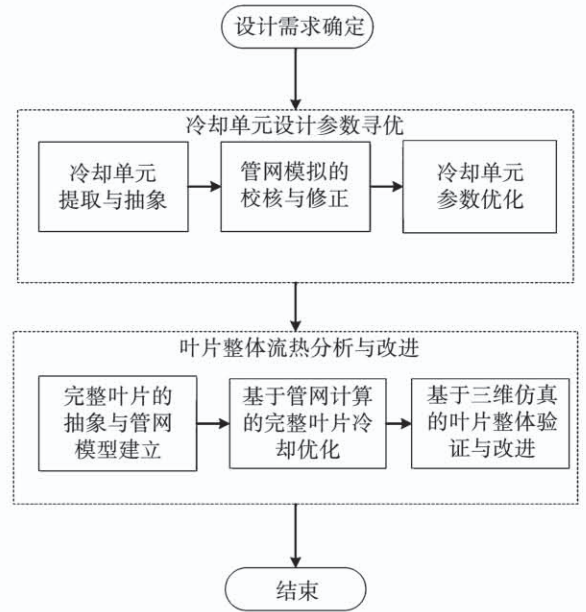 设计需求确定
冷却单元设计参数寻优
冷却单元
提取与抽象
管网模拟的
校核与修正
冷却单元
参数优化
叶片整体流热分析与改进
完整叶片的
抽象与管网
模型建立
基于管网计算
的完整叶片冷
却优化
基于三维仿真
的叶片整体验
证与改进
结束